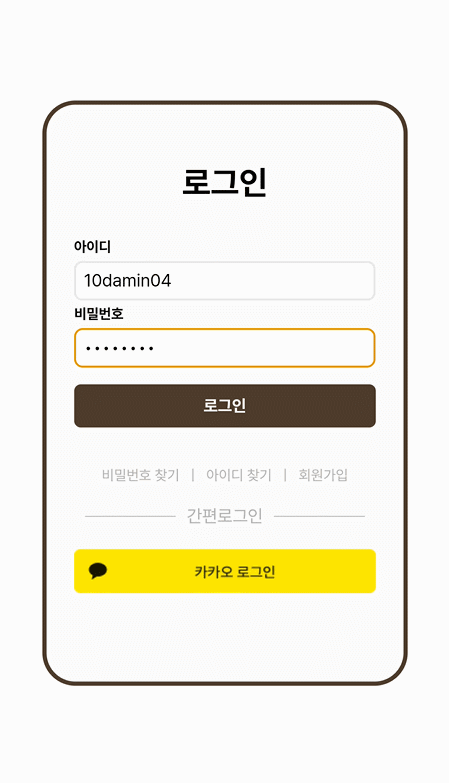 로그인
아이디
10damin04
비밀번호
••••••••
로그인
비밀번호 찾기 | 아이디 찾기 | 회원가입
간편로그인
카카오 로그인